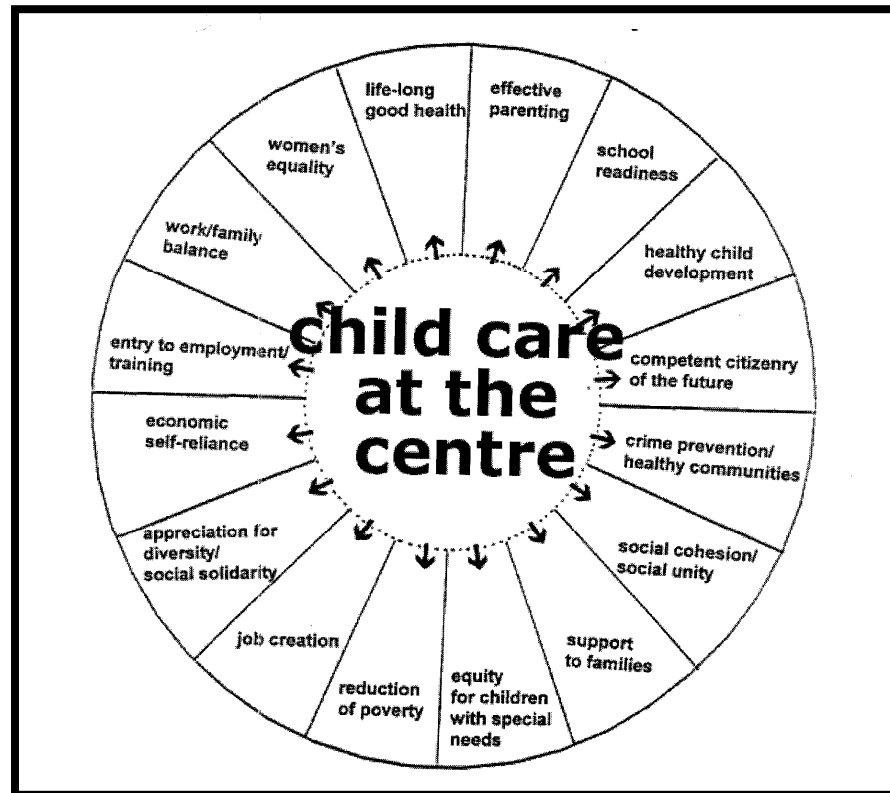 life-long
good health
effective
parenting
school
readiness
healthy child
development
competent citizenry
of the future
crime prevention/
healthy communities
social cohesion/
social unity
support
to families
equity
for children
with special
needs
reduction
of poverty
job creation
appreciation for
diversity/
social solidarity
economic
self-reliance
entry to employment/
training
work/family
balance
women's
equality
child care
at the
centre